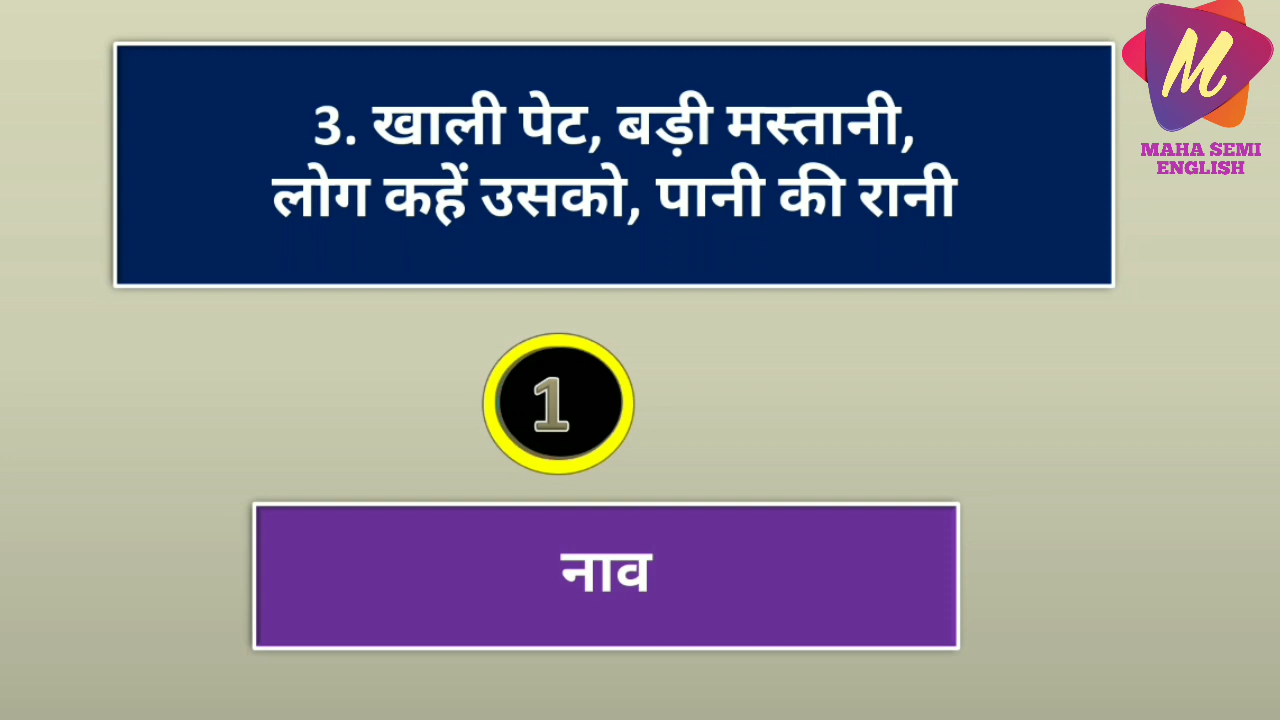 3. खाली पेट, बड़ी मस्तानी,
लोग कहें उसको, पानी की रानी
1
नाव
M
MAHA SEMI
ENGLISH